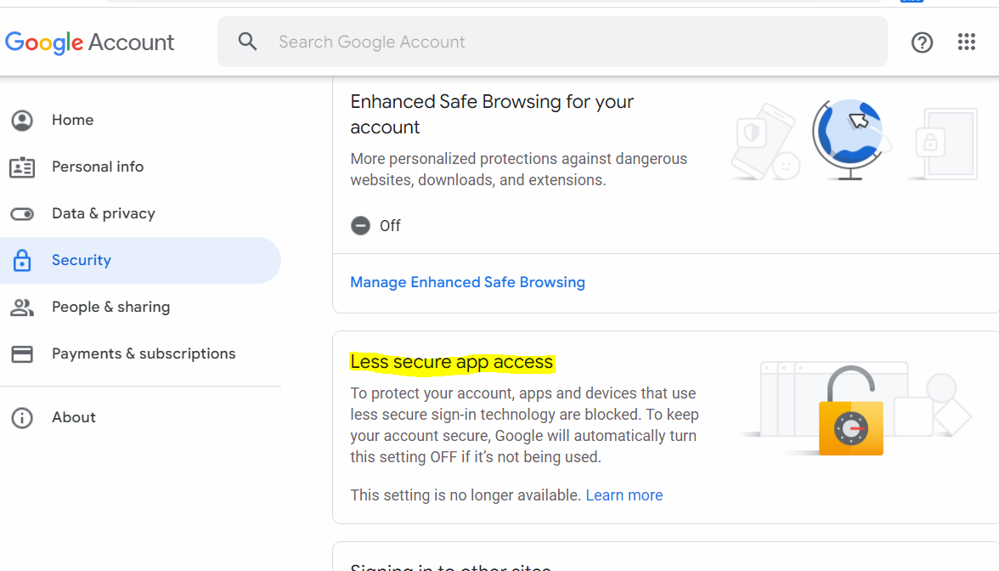 Google Account
Search Google Account
Home
Personal info
Data & privacy
Security
People & sharing
Payments & subscriptions
About
Enhanced Safe Browsing for your
account
More personalized protections against dangerous
websites, downloads, and extensions.
Off
Manage Enhanced Safe Browsing
Less secure app access
To protect your account, apps and devices that use
less secure sign-in technology are blocked. To keep
your account secure, Google will automatically turn
this setting OFF if it’s not being used.
This setting is no longer available. Learn more
Signing in to other sites